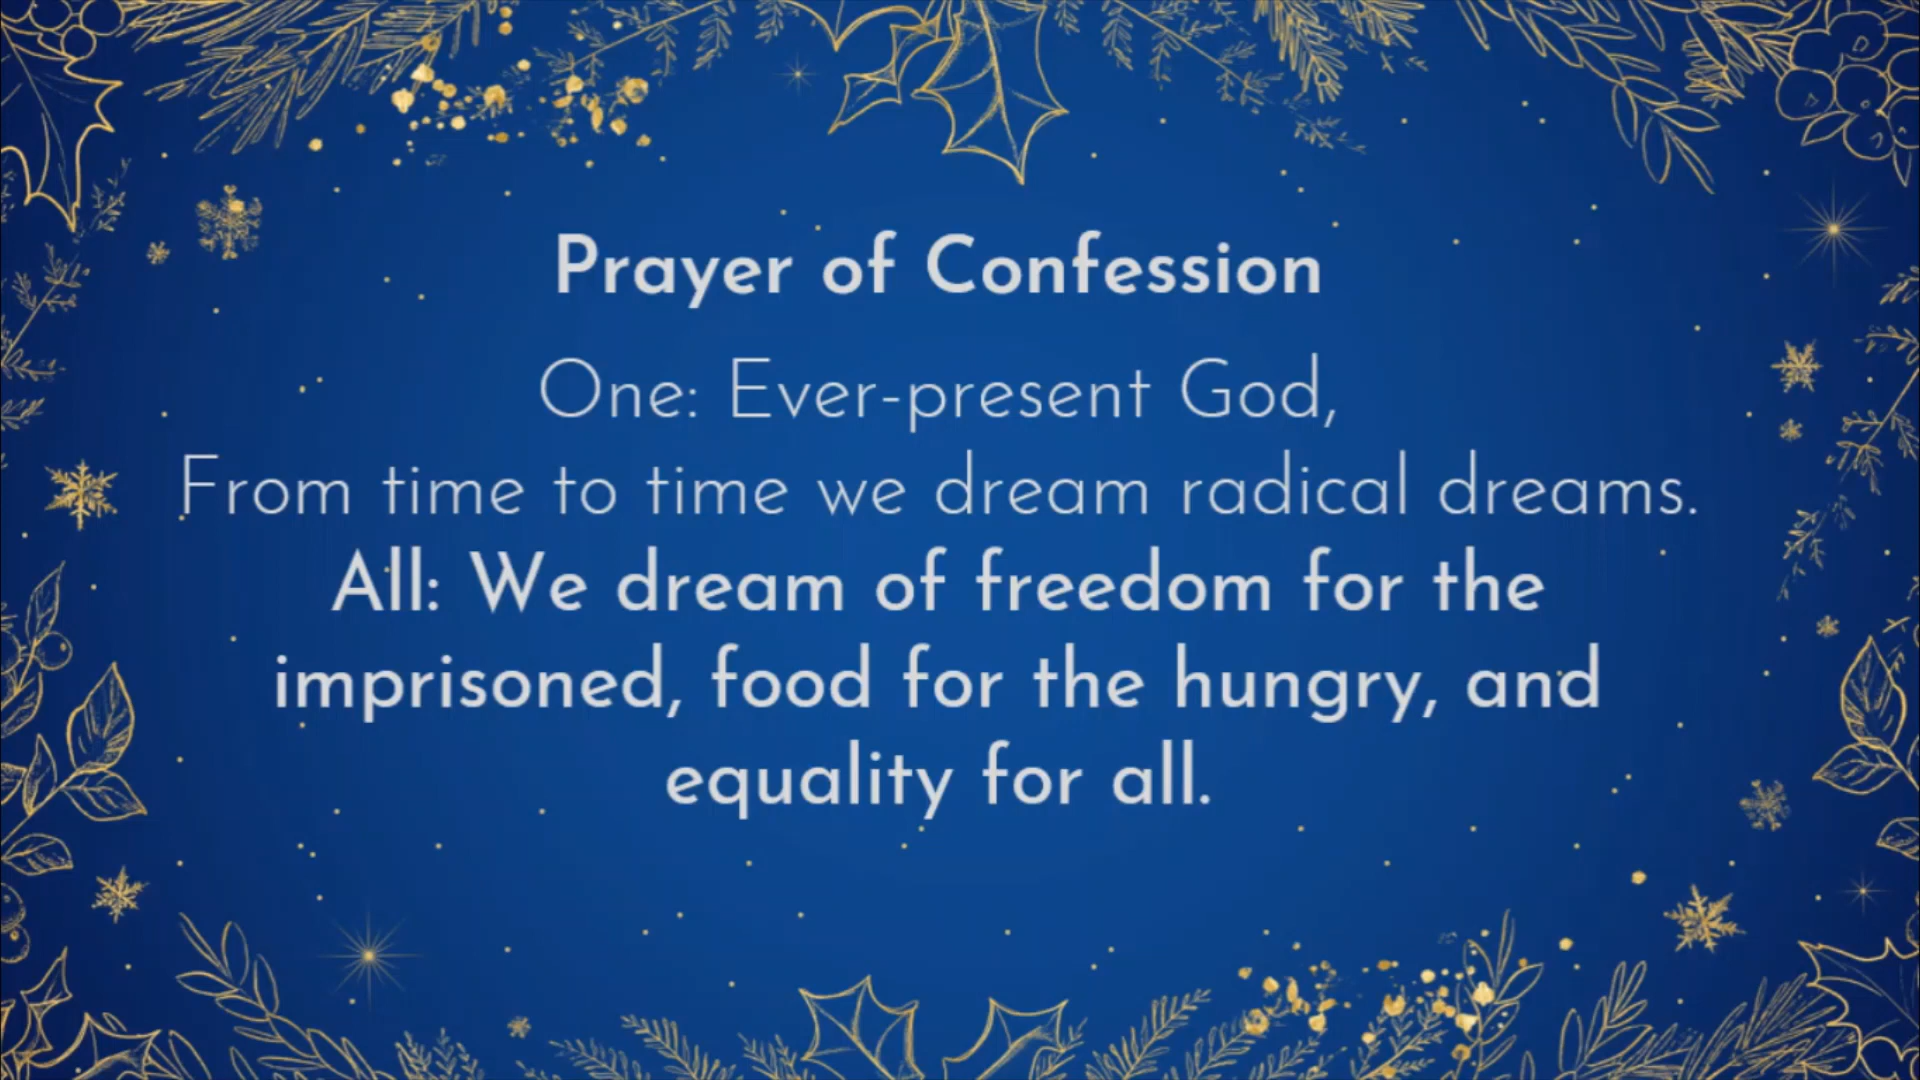 Prayer of Confession
One: Ever-present God,
From time to time we dream radical dreams.
All: We dream of freedom for the
imprisoned, food for the hungry, and
equality for all.